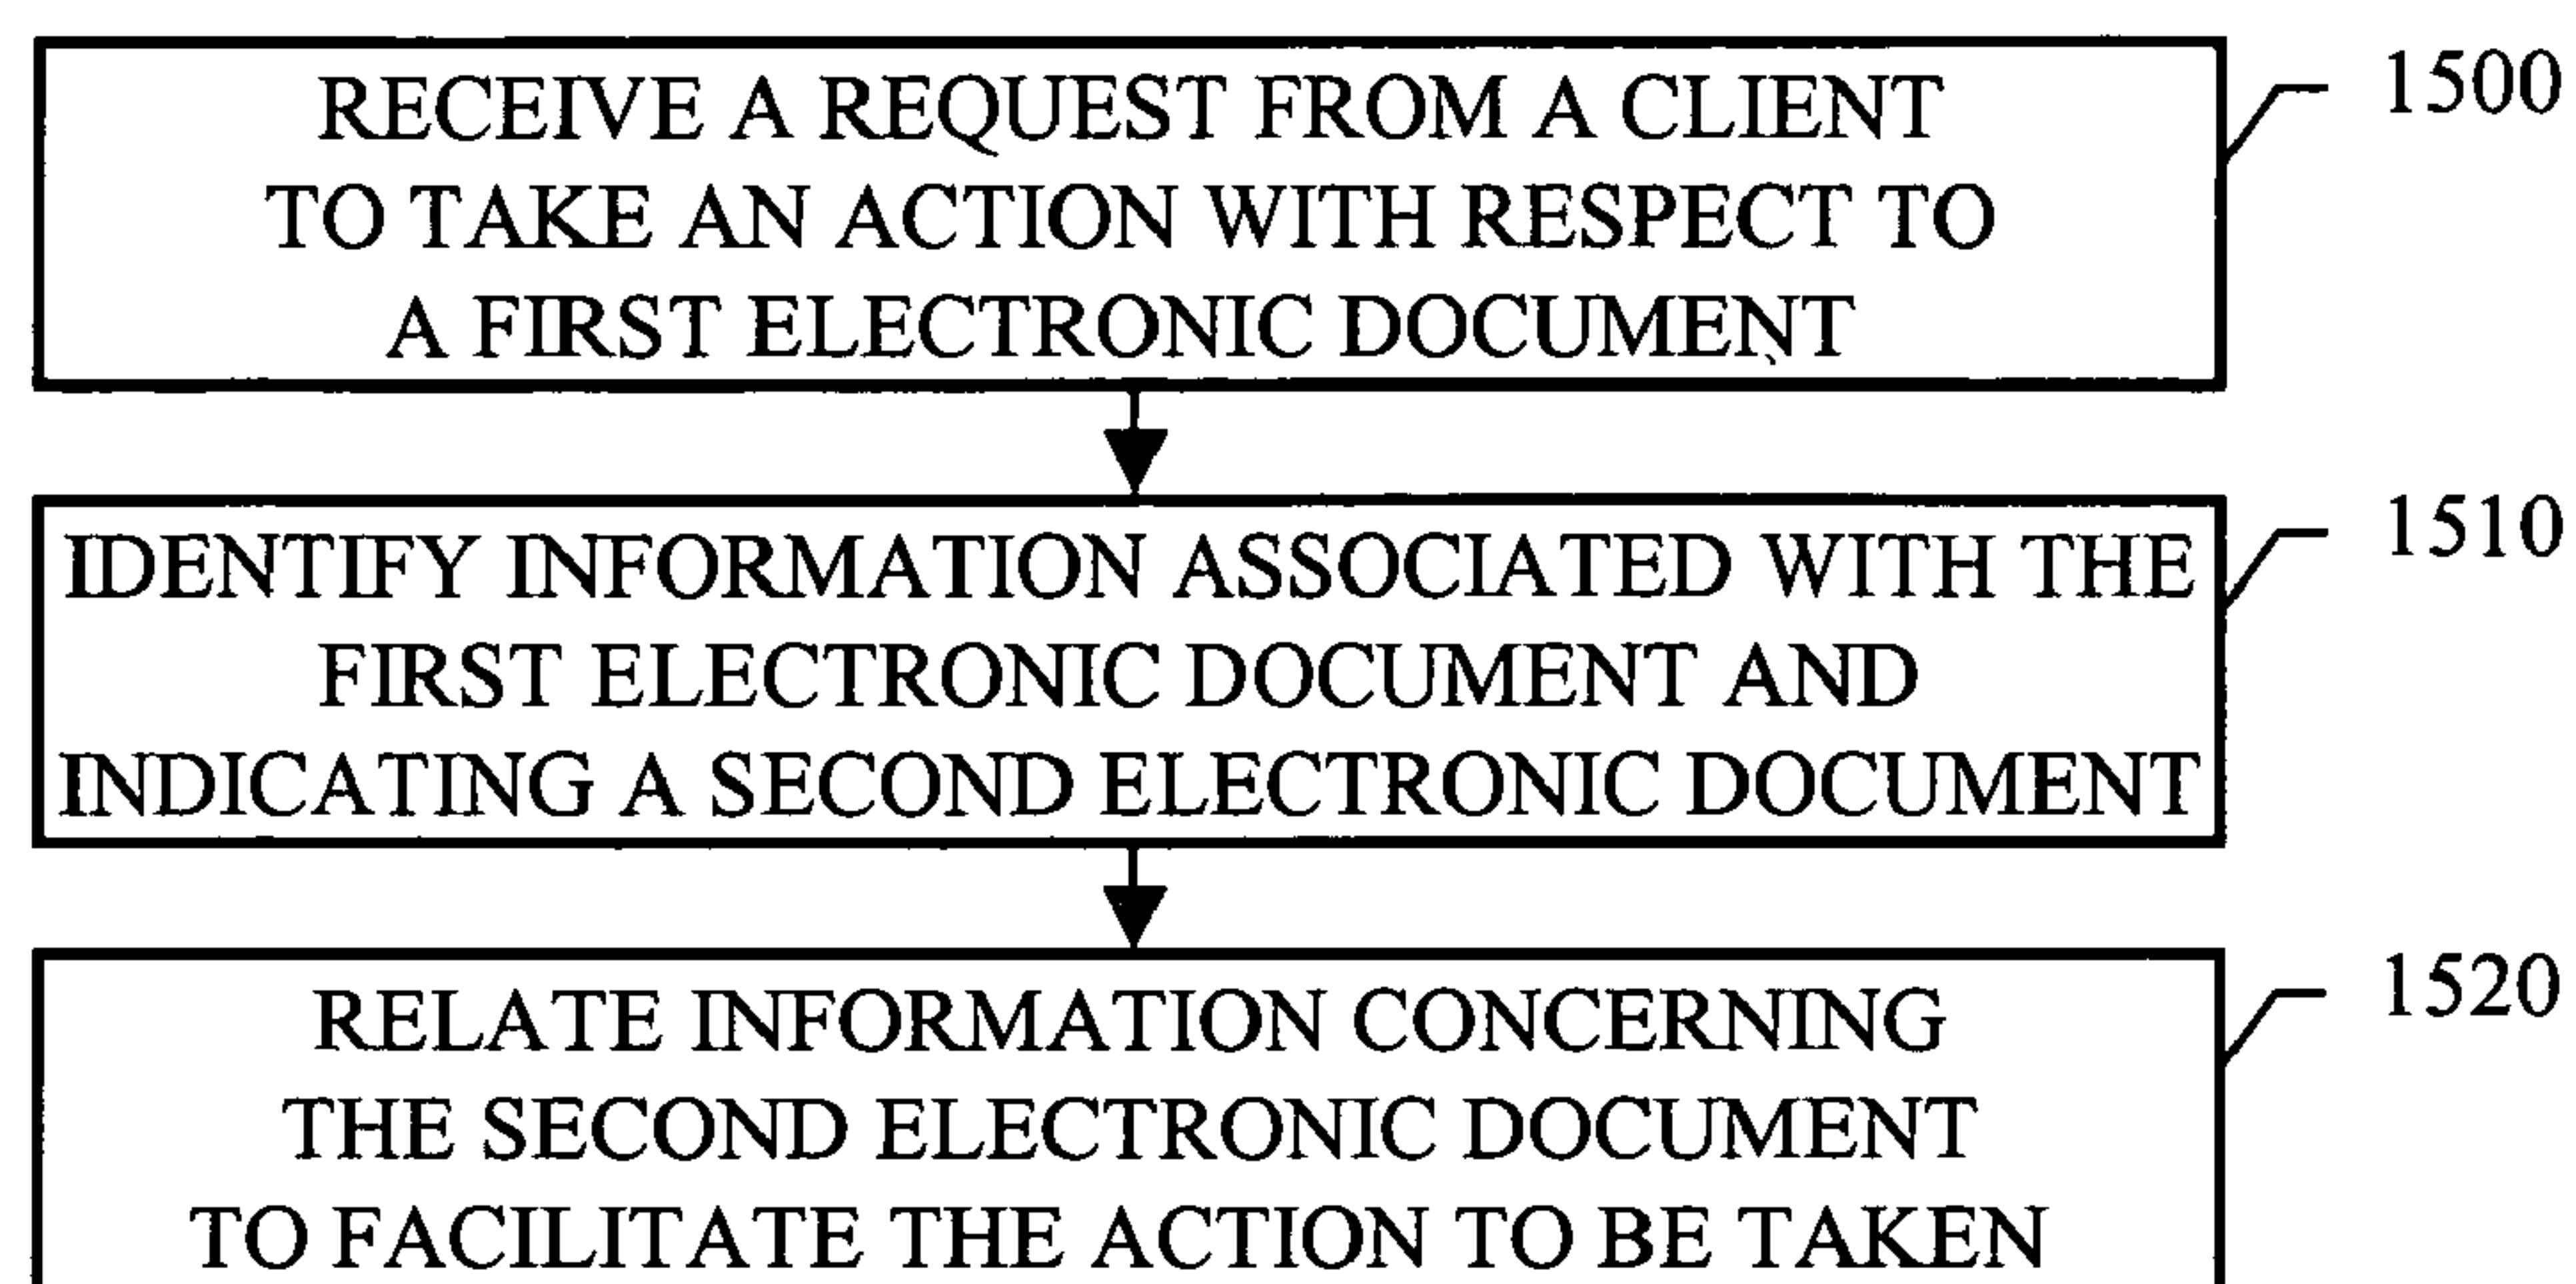 RECEIVE A REQUEST FROM A CLIENT
TO TAKE AN ACTION WITH RESPECT TO
A FIRST ELECTRONIC DOCUMENT
1500
IDENTIFY INFORMATION ASSOCIATED WITH THE
FIRST ELECTRONIC DOCUMENT AND
INDICATING A SECOND ELECTRONIC DOCUMENT
1510
RELATE INFORMATION CONCERNING
THE SECOND ELECTRONIC DOCUMENT
TO FACILITATE THE ACTION TO BE TAKEN
1520